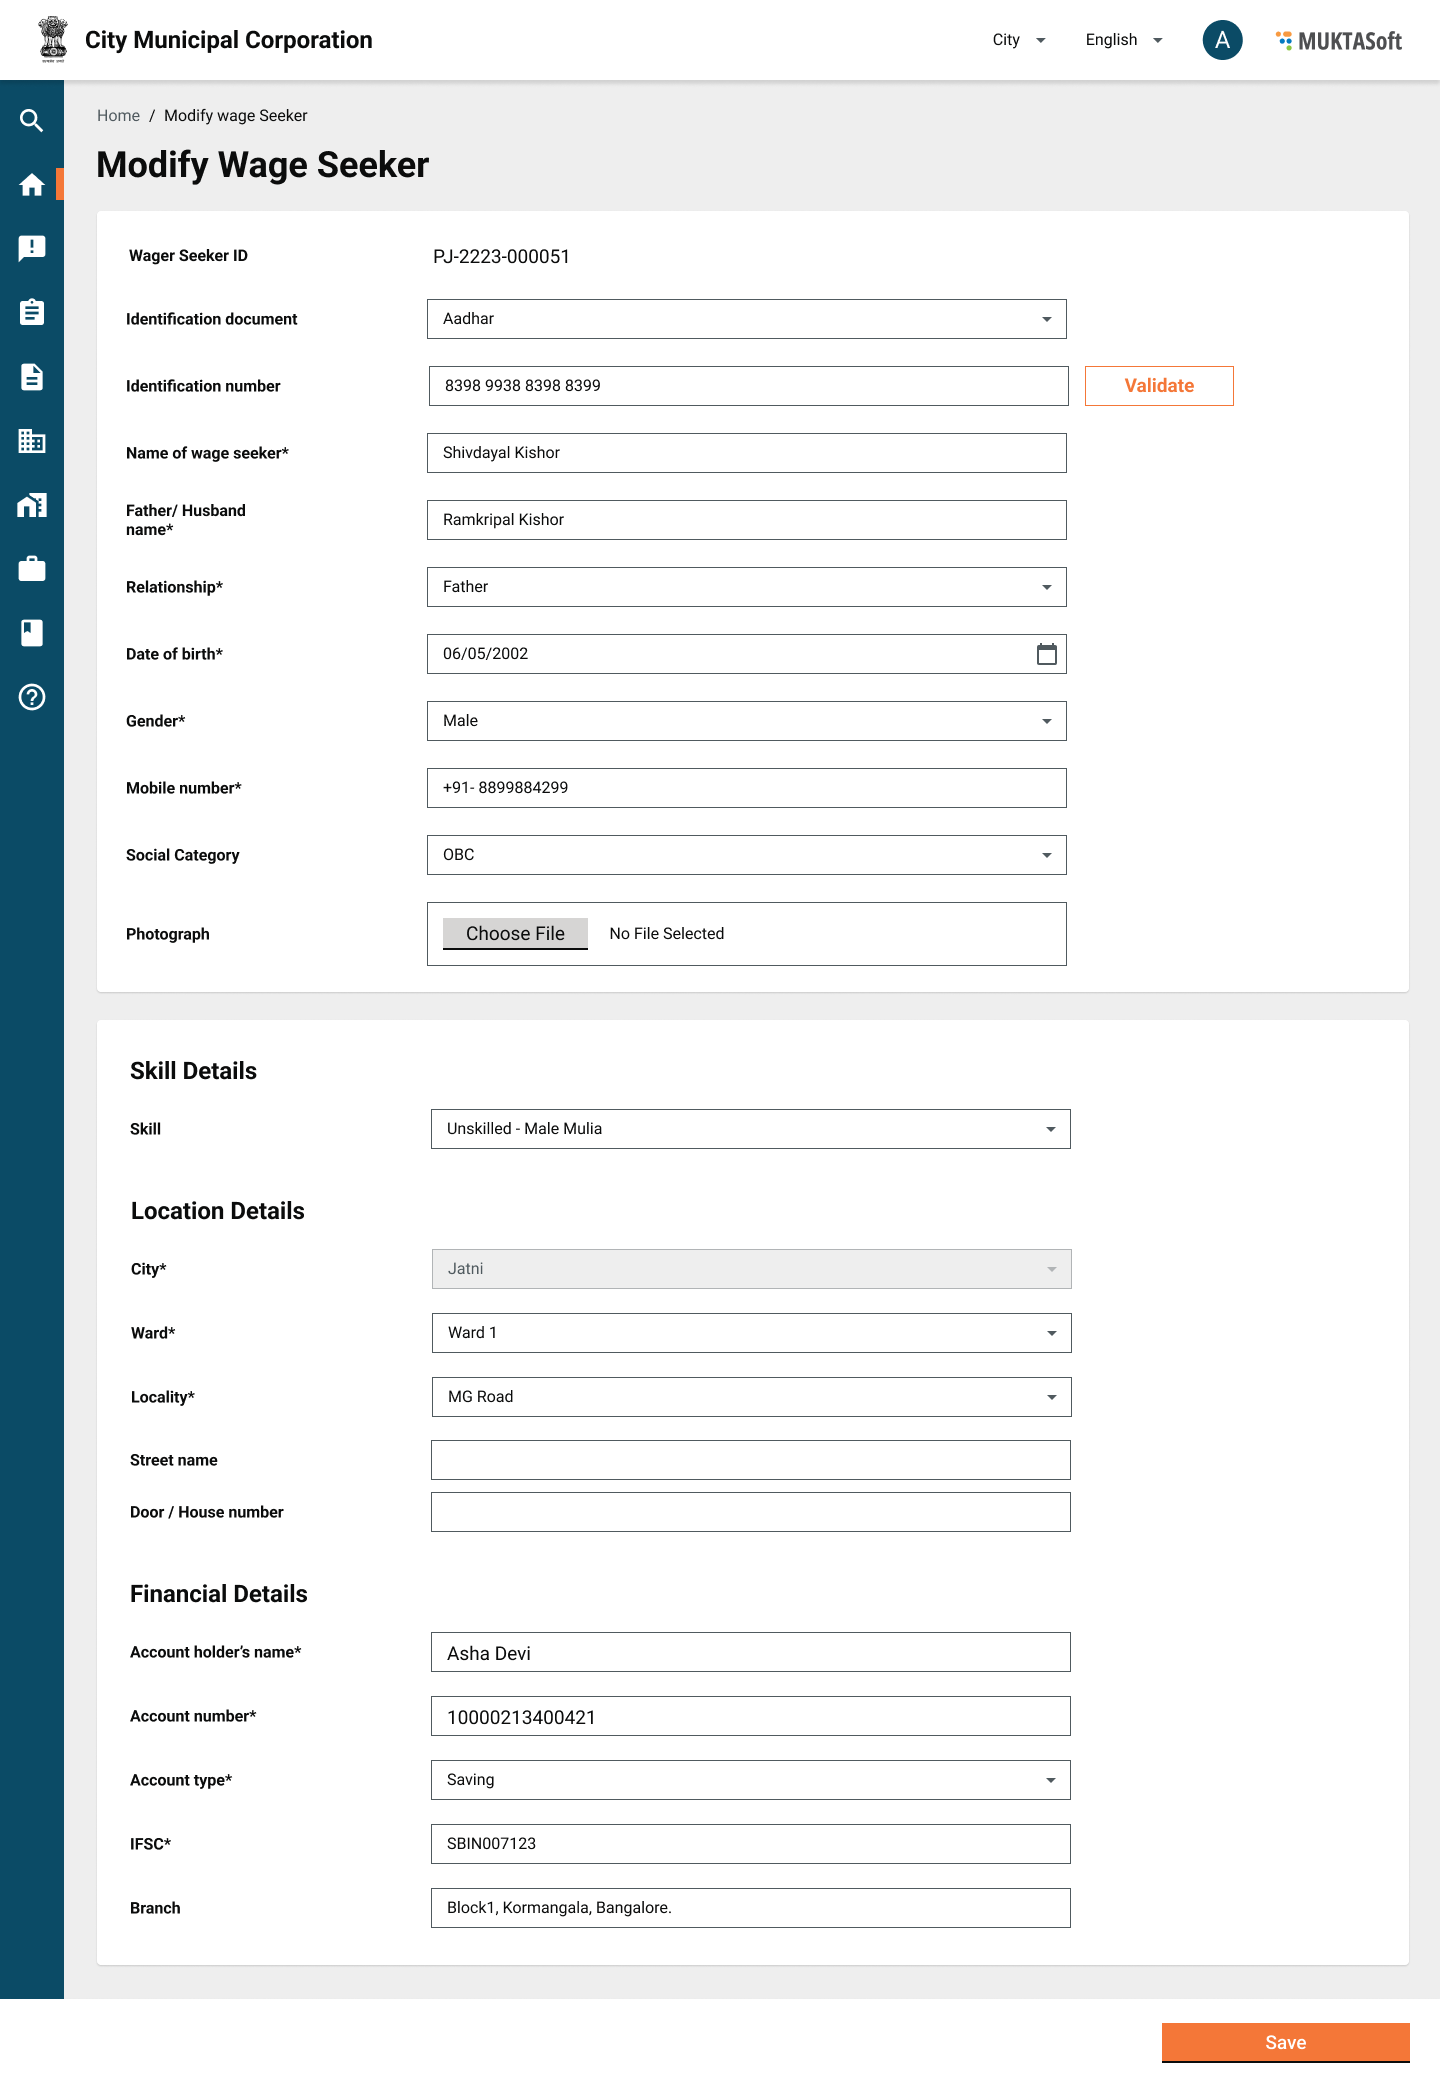 City Municipal Corporation
City
English
A
MUKTASoft
Home / Modify wage Seeker
Modify Wage Seeker
Wager Seeker ID
PJ-2223-000051
Identification document
Aadhar
Identification number
8398 9938 8398 8399
Validate
Name of wage seeker*
Shivdayal Kishor
Father/ Husband
name*
Ramkripal Kishor
Relationship*
Father
Date of birth*
06/05/2002
Gender*
Male
Mobile number*
+91- 8899884299
Social Category
OBC
Photograph
Choose File
No File Selected
Skill Details
Skill
Unskilled - Male Mulia
Location Details
City*
Jatni
Ward*
Ward 1
Locality*
MG Road
Street name
Door / House number
Financial Details
Account holder’s name*
Asha Devi
Account number*
10000213400421
Account type*
Saving
IFSC*
SBIN007123
Branch
Block1, Kormangala, Bangalore.
Save